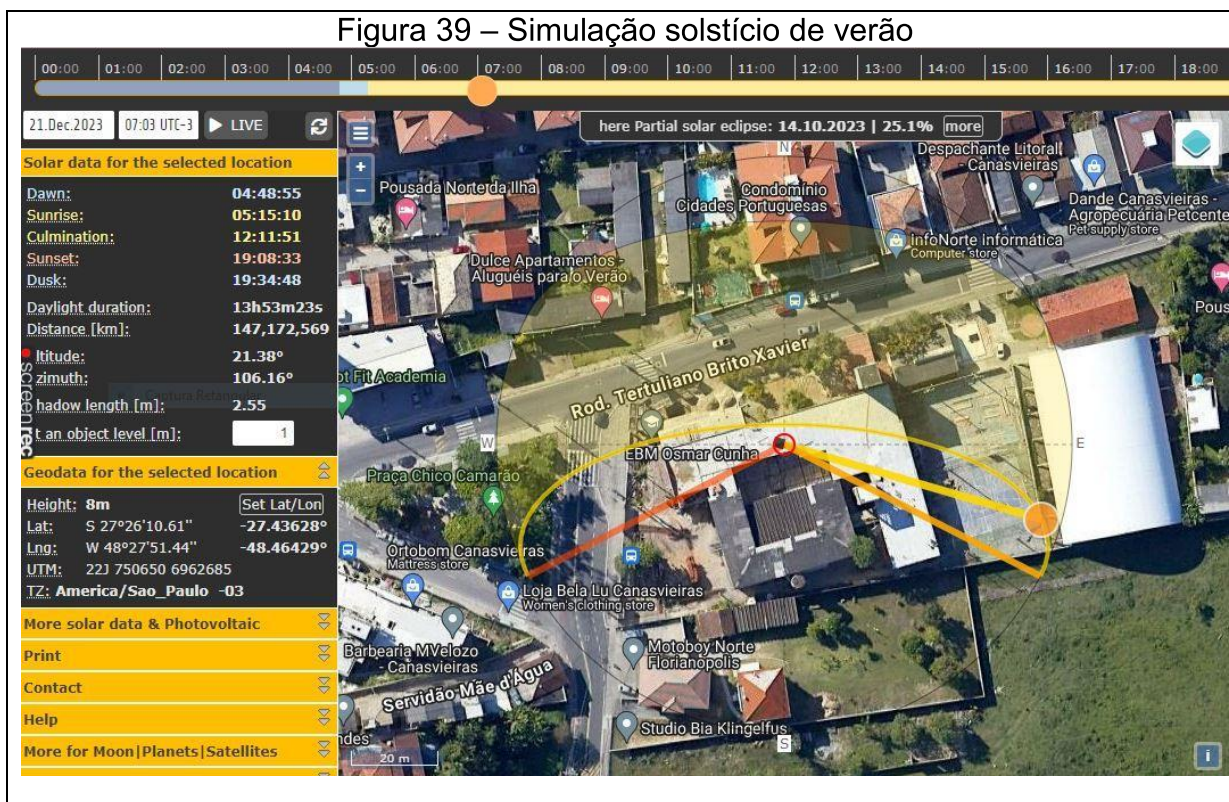 Figura 39 – Simulação solstício de verão
00:00 01:00 02:00 03:00 04:00 05:00 06:00 07:00 08:00 09:00 10:00 11:00 12:00 13:00 14:00 15:00 16:00 17:00 18:00
21.Dec.2023 07:03 UTC-3 LIVE
here Partial solar eclipse: 14.10.2023 | 25.1% more
Solar data for the selected location
Dawn: 04:48:55
Sunrise: 05:15:10
Culmination: 12:11:51
Sunset: 19:08:33
Dusk: 19:34:48
Daylight duration: 13h53m23s
Distance [km]: 147,172,569
ltitude: 21.38°
zimuth: 106.16°
Captura Reta
hadow length [m]: 2.55
t an object level [m]: 1
screenrec
Geodata for the selected location
Height: 8m Set Lat/Lon
Lat: S 27°26'10.61'' -27.43628°
Lng: W 48°27'51.44'' -48.46429°
UTM: 22J 750650 6962685
TZ: America/Sao_Paulo -03
More solar data & Photovoltaic
Print
Contact
Help
More for Moon|Planets|Satellites
+
−
N
Despachante Litoral
- Canasvieiras
Pousada Norte da Ilha
Condomínio
Cidades Portuguesas
Dande Canasvieiras -
Agropecuária Petcente
Pet supply store
InfoNorte Informática
Computer store
Dulce Apartamentos -
Aluguéis para o Verão
Pous
ot Fit Academia
Rod. Tertuliano Brito Xavier
W
E
EBM Osmar Cunha
Praça Chico Camarão
Ortobom Canasvieiras
Mattress store
Loja Bela Lu Canasvieiras
Women's clothing store
Barbearia MVelozo
- Canasvieiras
Motoboy Norte
Florianopolis
Servidão Mãe d'Água
Studio Bia Klingelfus
ndes
S
20 m
i